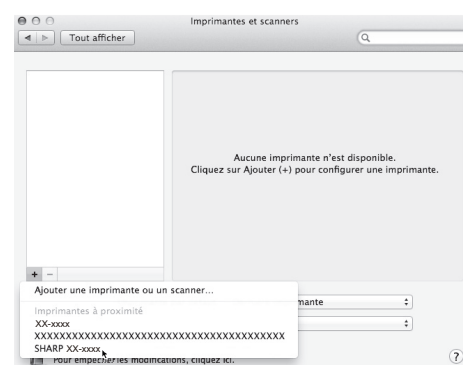 Imprimantes et scanners
Tout afficher
Aucune imprimante n'est disponible.
Cliquez sur Ajouter (+) pour configurer une imprimante.
+ −
Ajouter une imprimante ou un scanner...
Imprimantes à proximité
mante
XX-xxxx
XXXXXXXXXXXXXXXXXXXXXXXXXXXXXXXXXXXXXXXX
SHARP XX-xxxx
Pour empêcher les modifications, cliquez ici.
?